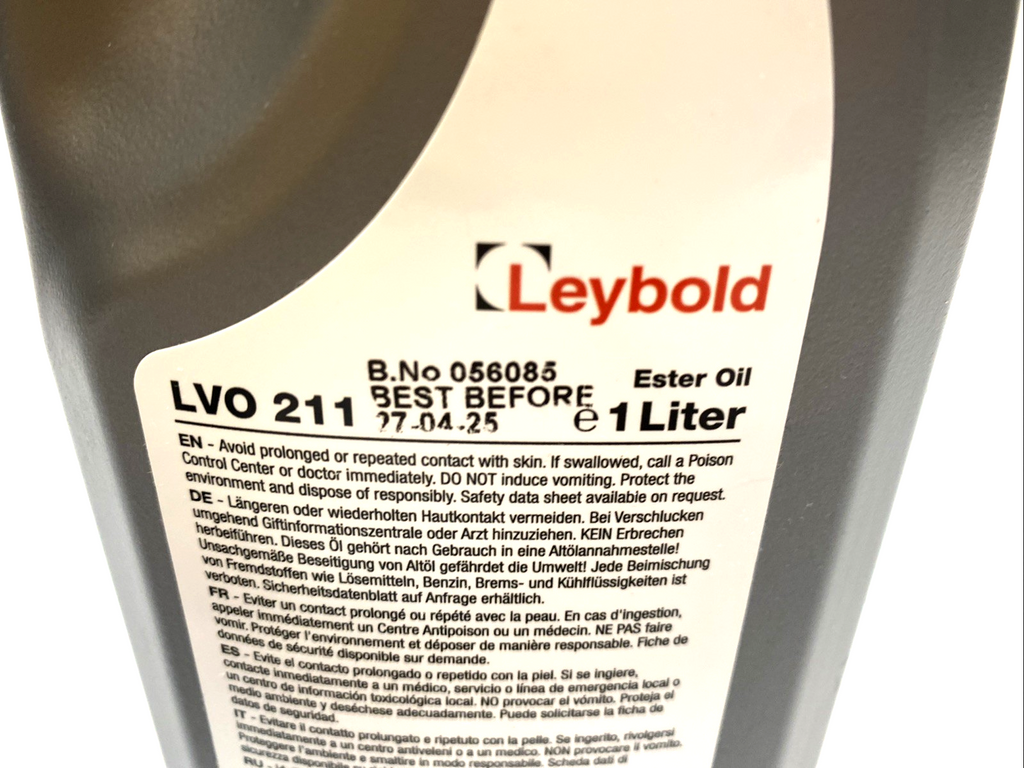 Leybold
B.No 056085
LVO 211
BEST BEFORE
27-04-25
Ester Oil
℮ 1 Liter
EN - Avoid prolonged or repeated contact with skin. If swallowed, call a Poison
Control Center or doctor immediately. DO NOT induce vomiting. Protect the
environment and dispose of responsibly. Safety data sheet available on request.
DE - Längeren oder wiederholten Hautkontakt vermeiden. Bei Verschlucken
umgehend Giftinformationszentrale oder Arzt hinzuziehen. KEIN Erbrechen
herbeiführen. Dieses Öl gehört nach Gebrauch in eine Altölannahmestelle!
Unsachgemäße Beseitigung von Altöl gefährdet die Umwelt! Jede Beimischung
von Fremdstoffen wie Lösemitteln, Benzin, Brems- und Kühlflüssigkeiten ist
verboten. Sicherheitsdatenblatt auf Anfrage erhältlich.
FR - Eviter un contact prolongé ou répété avec la peau. En cas d'ingestion,
appeler immédiatement un Centre Antipoison ou un médecin. NE PAS faire
vomir. Protéger l'environnement et déposer de manière responsable. Fiche de
données de sécurité disponible sur demande.
ES - Evite el contacto prolongado o repetido con la piel. Si se ingiere,
contacte inmediatamente a un médico, servicio o línea de emergencia local o
un centro de información toxicológica local. NO provocar el vómito. Proteja el
medio ambiente y deséchese adecuadamente. Puede solicitarse la ficha de
datos de seguridad.
IT - Evitare il contatto prolungato e ripetuto con la pelle. Se ingerito, rivolgersi
immediatamente a un centro antiveleni o a un medico. NON provocare il vomito.
Proteggere l'ambiente e smaltire in modo responsabile. Scheda dati di
sicurezza disponibile su
RU -